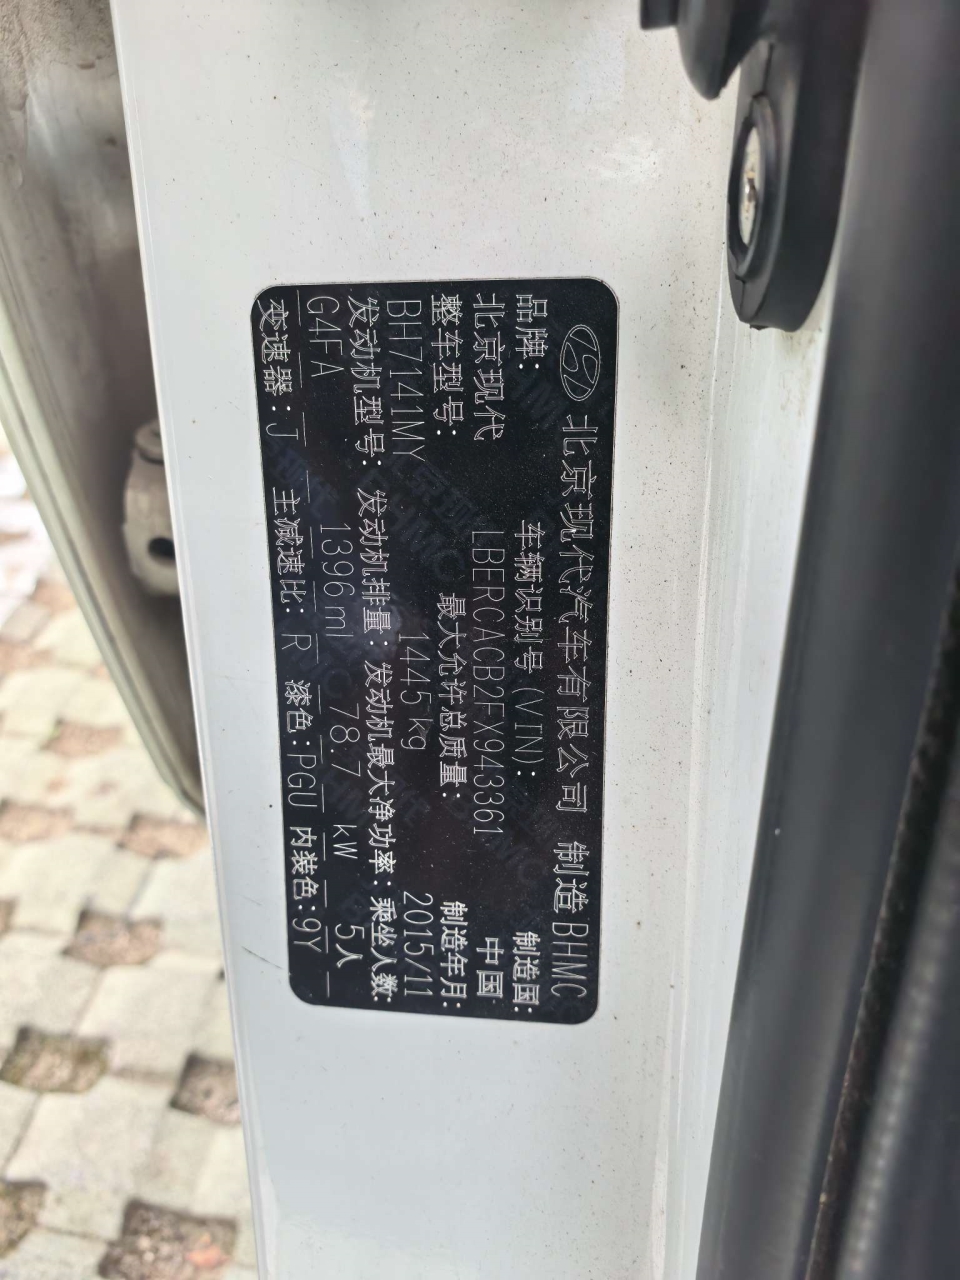 北京现代汽车有限公司 制造 BHMC
品牌: 车辆识别号 (VIN): 制造国:
北京现代 LBERCACB2FX943361 中国
整车型号: 最大允许总质量: 制造年月:
BH7141MY 1445kg 2015/11
发动机型号: 发动机排量: 发动机最大净功率: 乘坐人数:
G4FA 1396ml 78.7 kW 5人
变速器: J 主减速比: R 漆色: PGU 内装色: 9Y